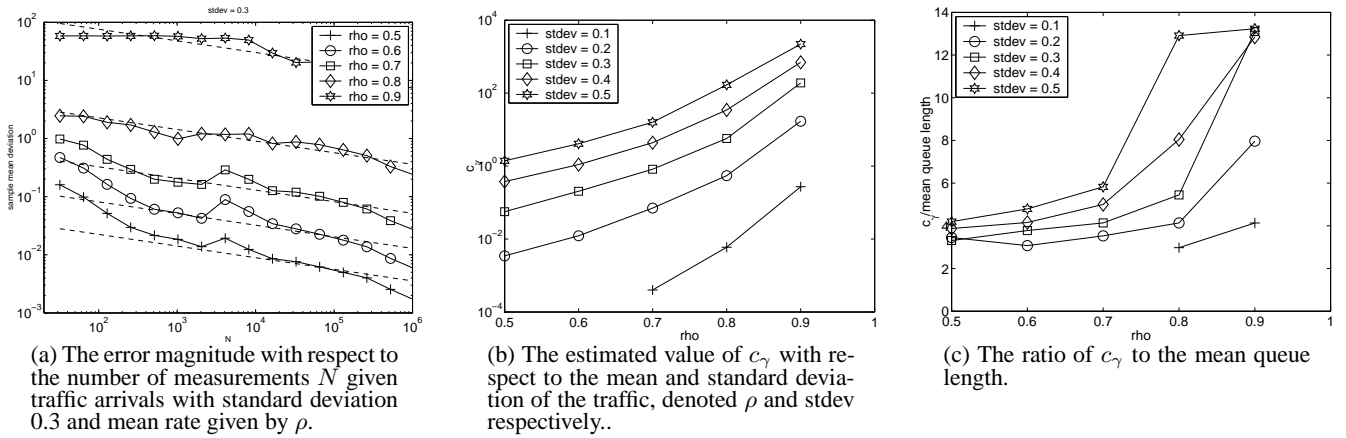 stdev = 0.3
10^2
10^1
10^0
10^−1
10^−2
10^−3
sample mean deviation
rho = 0.5
rho = 0.6
rho = 0.7
rho = 0.8
rho = 0.9
10^2
10^3
10^4
10^5
10^6
N
(a) The error magnitude with respect to
the number of measurements N given
traffic arrivals with standard deviation
0.3 and mean rate given by ρ.
10^4
10^2
10^0
10^−2
10^−4
c_γ
stdev = 0.1
stdev = 0.2
stdev = 0.3
stdev = 0.4
stdev = 0.5
0.5
0.6
0.7
0.8
0.9
1
rho
(b) The estimated value of c_γ with re-
spect to the mean and standard devia-
tion of the traffic, denoted ρ and stdev
respectively..
14
12
10
8
6
4
2
0
c_γ/mean queue length
stdev = 0.1
stdev = 0.2
stdev = 0.3
stdev = 0.4
stdev = 0.5
0.5
0.6
0.7
0.8
0.9
1
rho
(c) The ratio of c_γ to the mean queue
length.